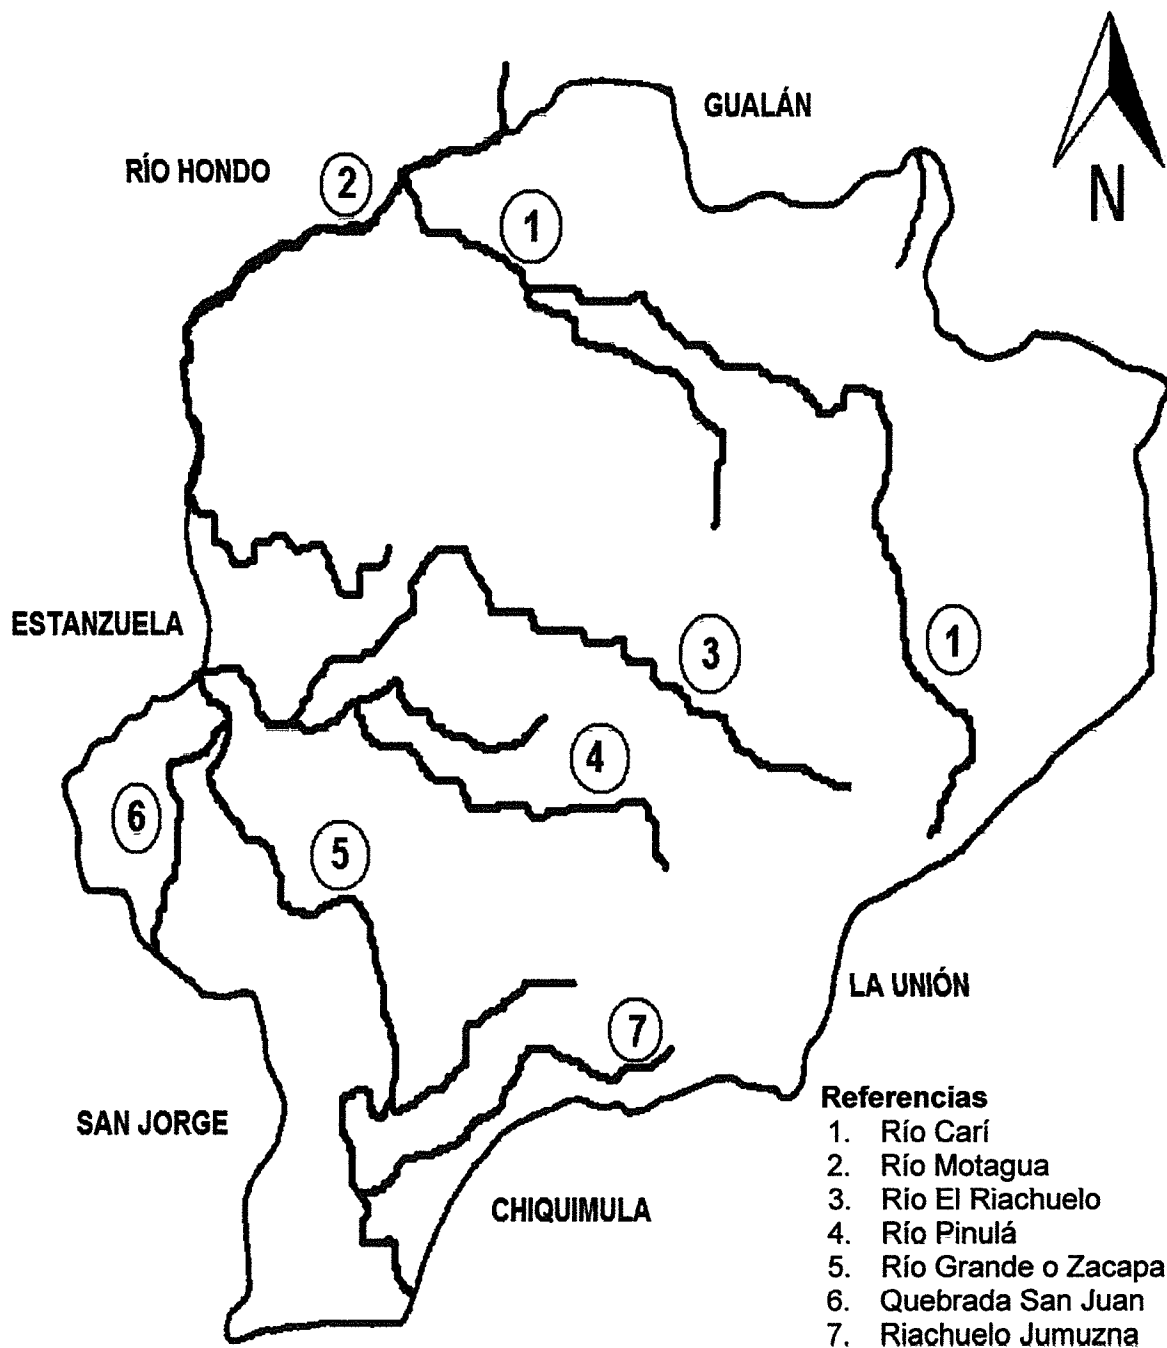 GUALÁN
RÍO HONDO
2
1
N
ESTANZUELA
3
1
4
6
5
LA UNIÓN
7
SAN JORGE
CHIQUIMULA
Referencias
1. Río Carí
2. Río Motagua
3. Río El Riachuelo
4. Río Pinulá
5. Río Grande o Zacapa
6. Quebrada San Juan
7. Riachuelo Jumuzna